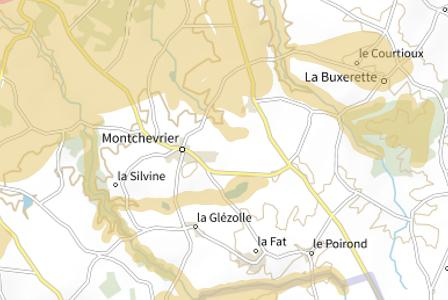 le Courtioux
La Buxerette
Montchevrier
la Silvine
la Glézolle
la Fat
le Poirond